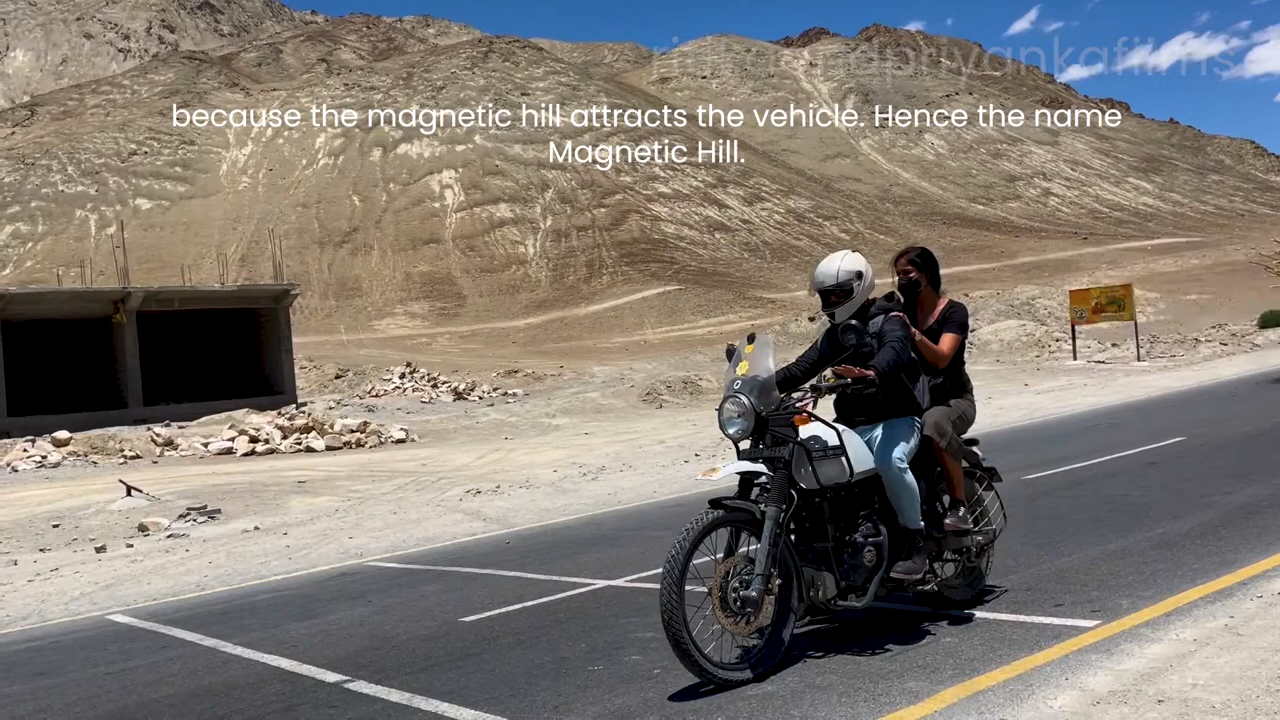 because the magnetic hill attracts the vehicle. Hence the name
Magnetic Hill.